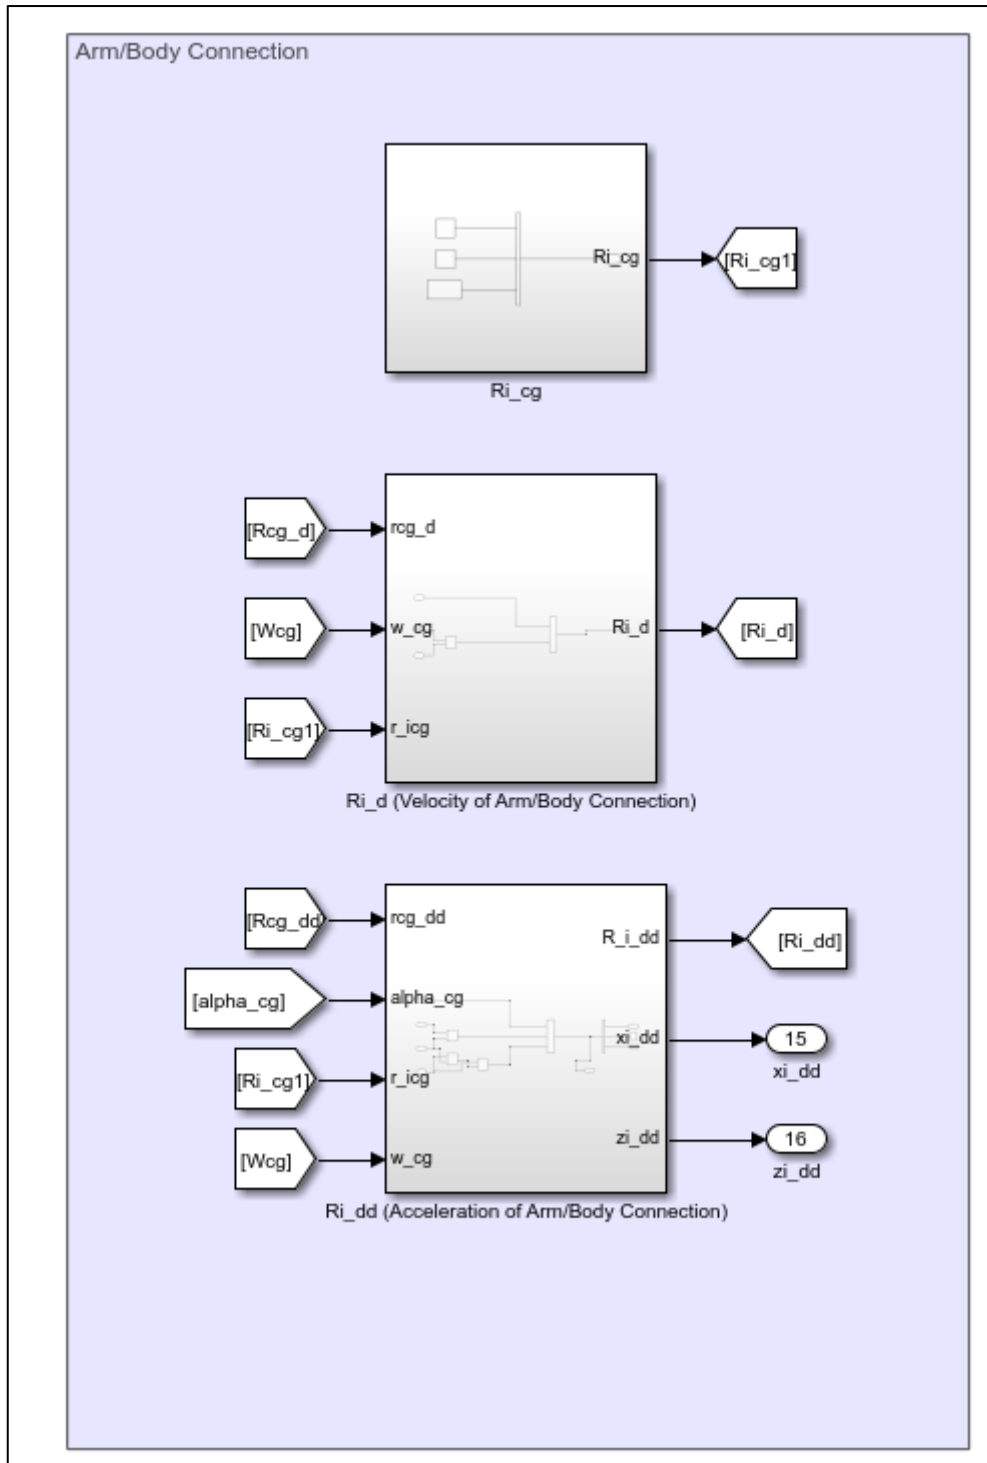 Arm/Body Connection
Ri_cg
[Ri_cg1]
Ri_cg
[Rcg_d]
rcg_d
[Wcg]
w_cg
Ri_d
[Ri_d]
[Ri_cg1]
r_icg
Ri_d (Velocity of Arm/Body Connection)
[Rcg_dd
rcg_dd
R_i_dd
[Ri_dd]
[alpha_cg]
alpha_cg
xi_dd
15
xi_dd
[Ri_cg1]
r_icg
zi_dd
16
zi_dd
[Wcg]
w_cg
Ri_dd (Acceleration of Arm/Body Connection)